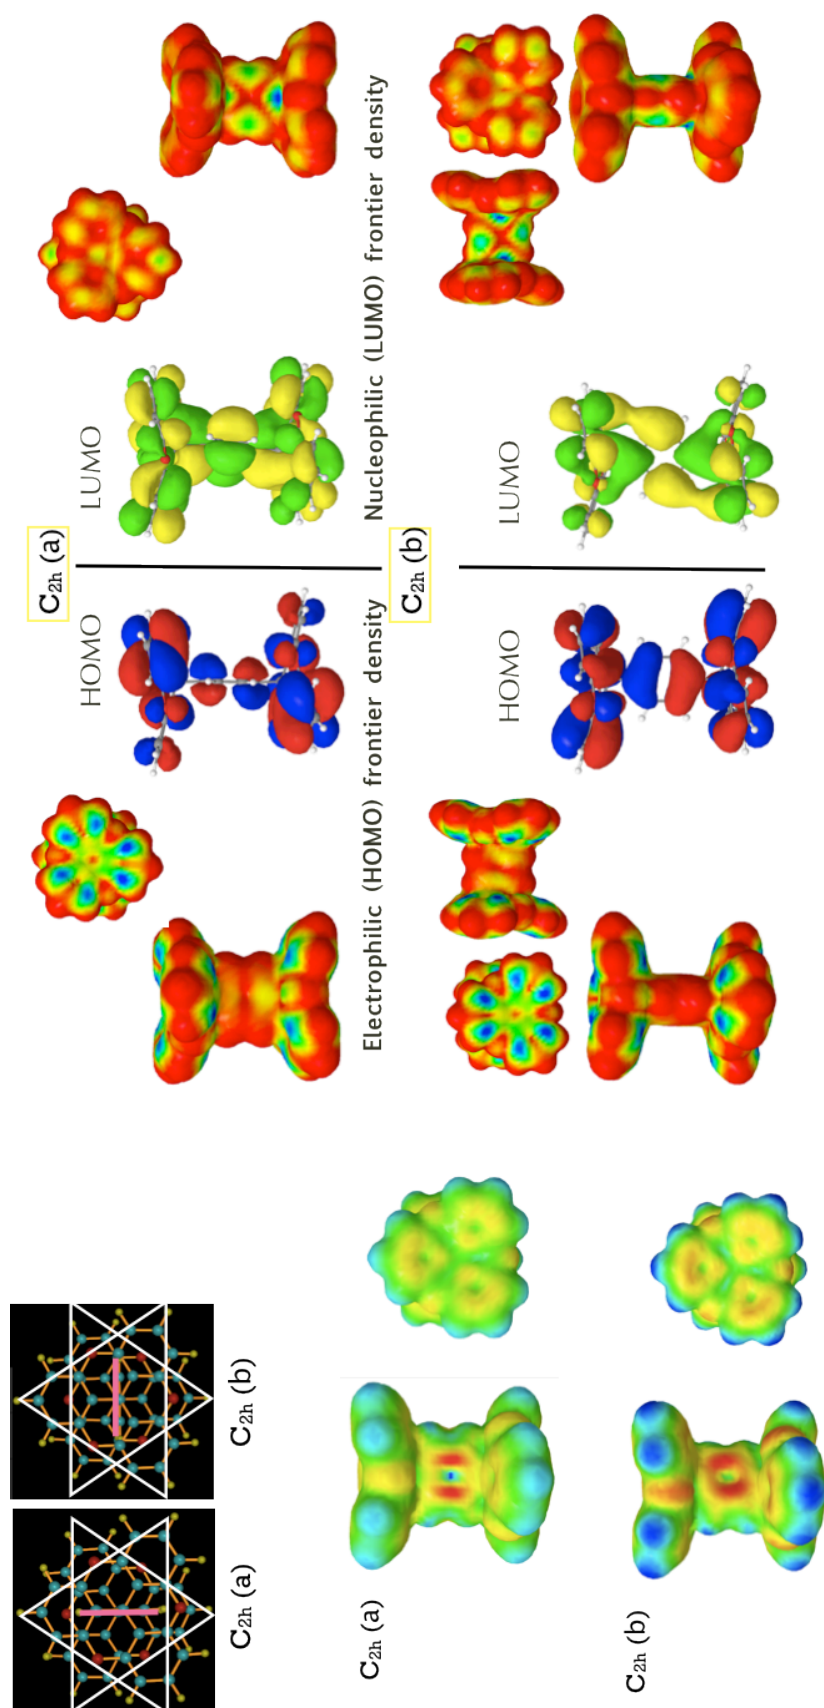 C2h (a)
C2h (b)
C2h (a)
C2h (b)
C2h (a)
HOMO
LUMO
Electrophilic (HOMO) frontier density
Nucleophilic (LUMO) frontier density
C2h (b)
HOMO
LUMO